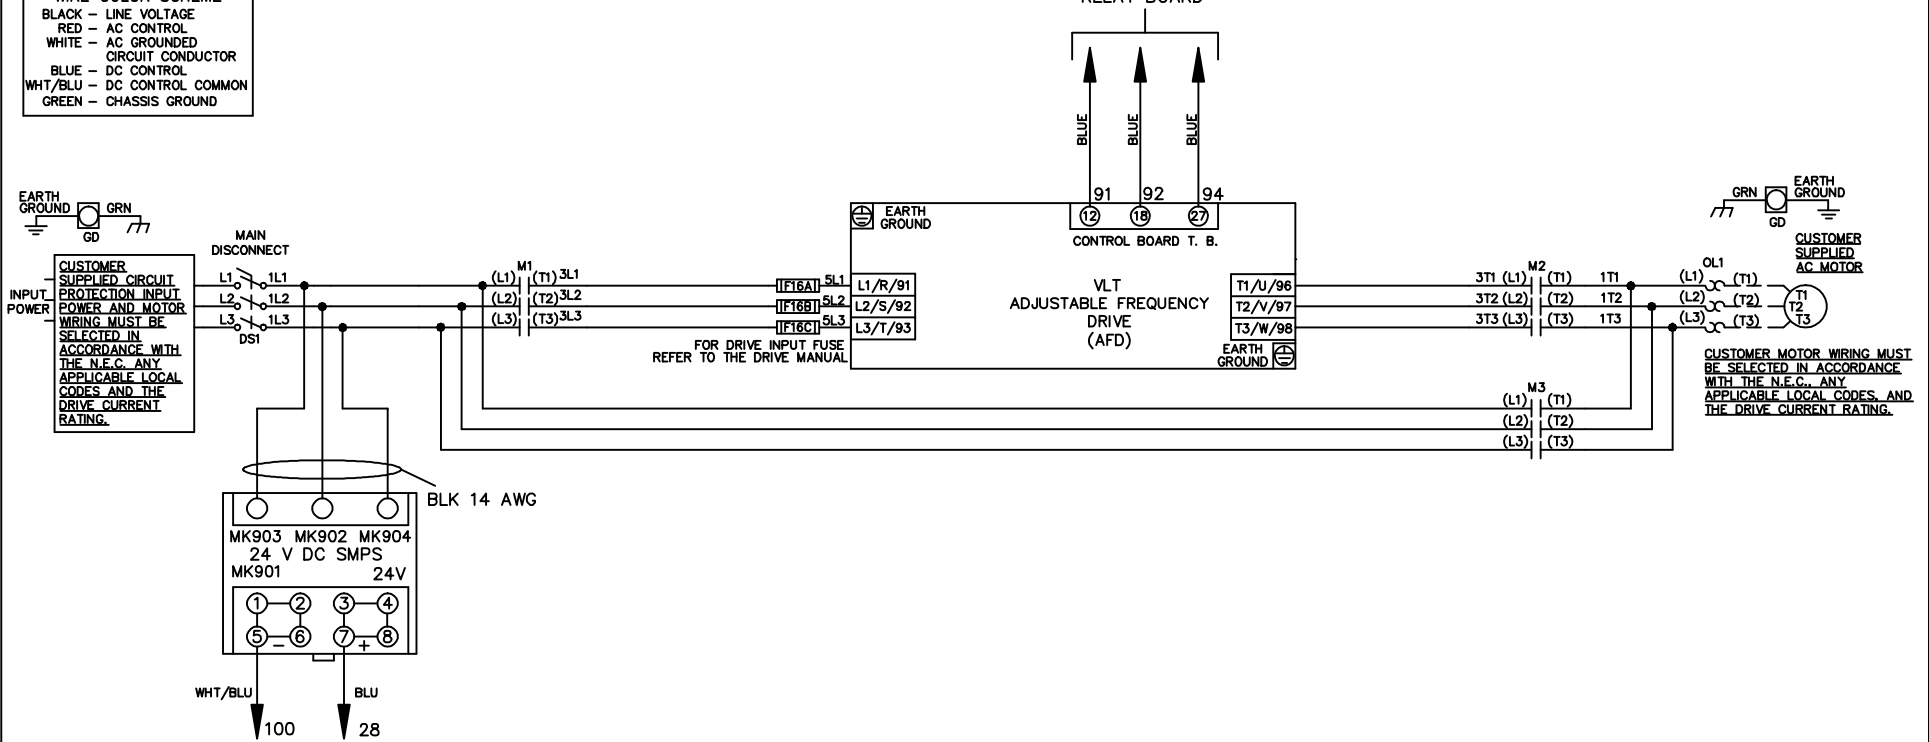 WIRE COLOR SCHEME
BLACK – LINE VOLTAGE
RED – AC CONTROL
WHITE – AC GROUNDED
CIRCUIT CONDUCTOR
BLUE – DC CONTROL
WHT/BLU – DC CONTROL COMMON
GREEN – CHASSIS GROUND
RELAY BOARD
BLUE
BLUE
BLUE
91
92
94
12
18
27
CONTROL BOARD T. B.
EARTH
GROUND
GRN
GD
MAIN
DISCONNECT
INPUT
POWER
CUSTOMER
SUPPLIED CIRCUIT
PROTECTION INPUT
POWER AND MOTOR
WIRING MUST BE
SELECTED IN
ACCORDANCE WITH
THE N.E.C. ANY
APPLICABLE LOCAL
CODES AND THE
DRIVE CURRENT
RATING.
L1 1L1
L2 1L2
L3 1L3
DS1
M1
(L1) (T1) 3L1
(L2) (T2) 3L2
(L3) (T3) 3L3
F16A 5L1
F16B 5L2
F16C 5L3
FOR DRIVE INPUT FUSE
REFER TO THE DRIVE MANUAL
EARTH
GROUND
L1/R/91
L2/S/92
L3/T/93
VLT
ADJUSTABLE FREQUENCY
DRIVE
(AFD)
T1/U/96
T2/V/97
T3/W/98
EARTH
GROUND
M2
3T1 (L1) (T1) 1T1
3T2 (L2) (T2) 1T2
3T3 (L3) (T3) 1T3
M3
(L1) (T1)
(L2) (T2)
(L3) (T3)
OL1
(L1) (T1)
(L2) (T2)
(L3) (T3)
T1
T2
T3
GRN
EARTH
GROUND
GD
CUSTOMER
SUPPLIED
AC MOTOR
CUSTOMER MOTOR WIRING MUST
BE SELECTED IN ACCORDANCE
WITH THE N.E.C., ANY
APPLICABLE LOCAL CODES, AND
THE DRIVE CURRENT RATING.
BLK 14 AWG
MK903 MK902 MK904
24 V DC SMPS
MK901 24V
1 2 3 4
5 – 6 7 + 8
WHT/BLU
BLU
100
28